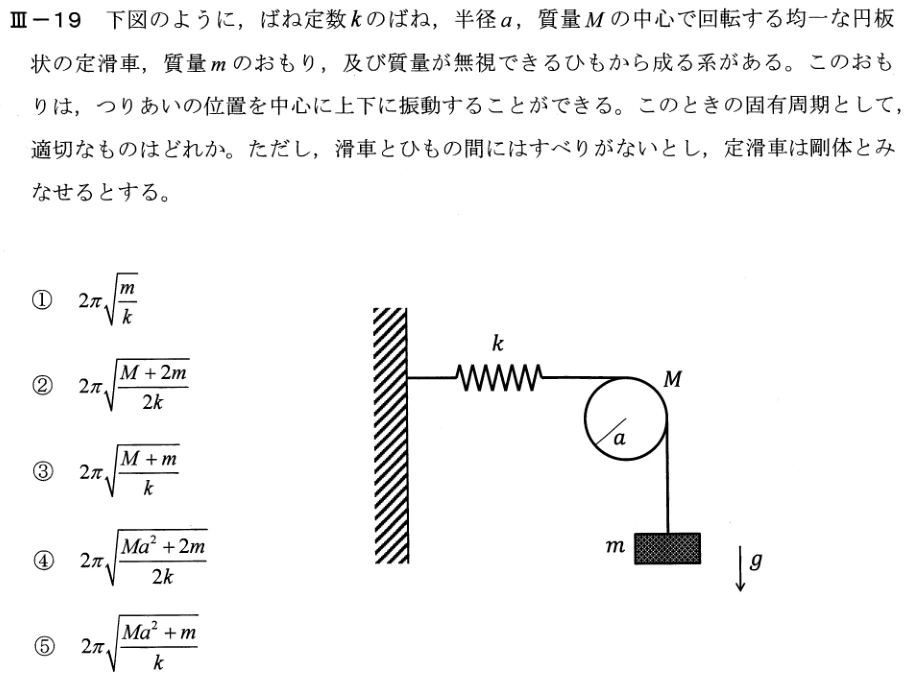 Ⅲ－19　下図のように，ばね定数kのばね，半径a，質量Mの中心で回転する均一な円板
状の定滑車，質量mのおもり，及び質量が無視できるひもから成る系がある。このおも
りは，つりあいの位置を中心に上下に振動することができる。このときの固有周期として，
適切なものはどれか。ただし，滑車とひもの間にはすべりがないとし，定滑車は剛体とみ
なせるとする。
① 2π√(m/k)
② 2π√((M+2m)/(2k))
③ 2π√((M+m)/k)
④ 2π√((Ma²+2m)/(2k))
⑤ 2π√((Ma²+m)/k)
k
M
a
m
g